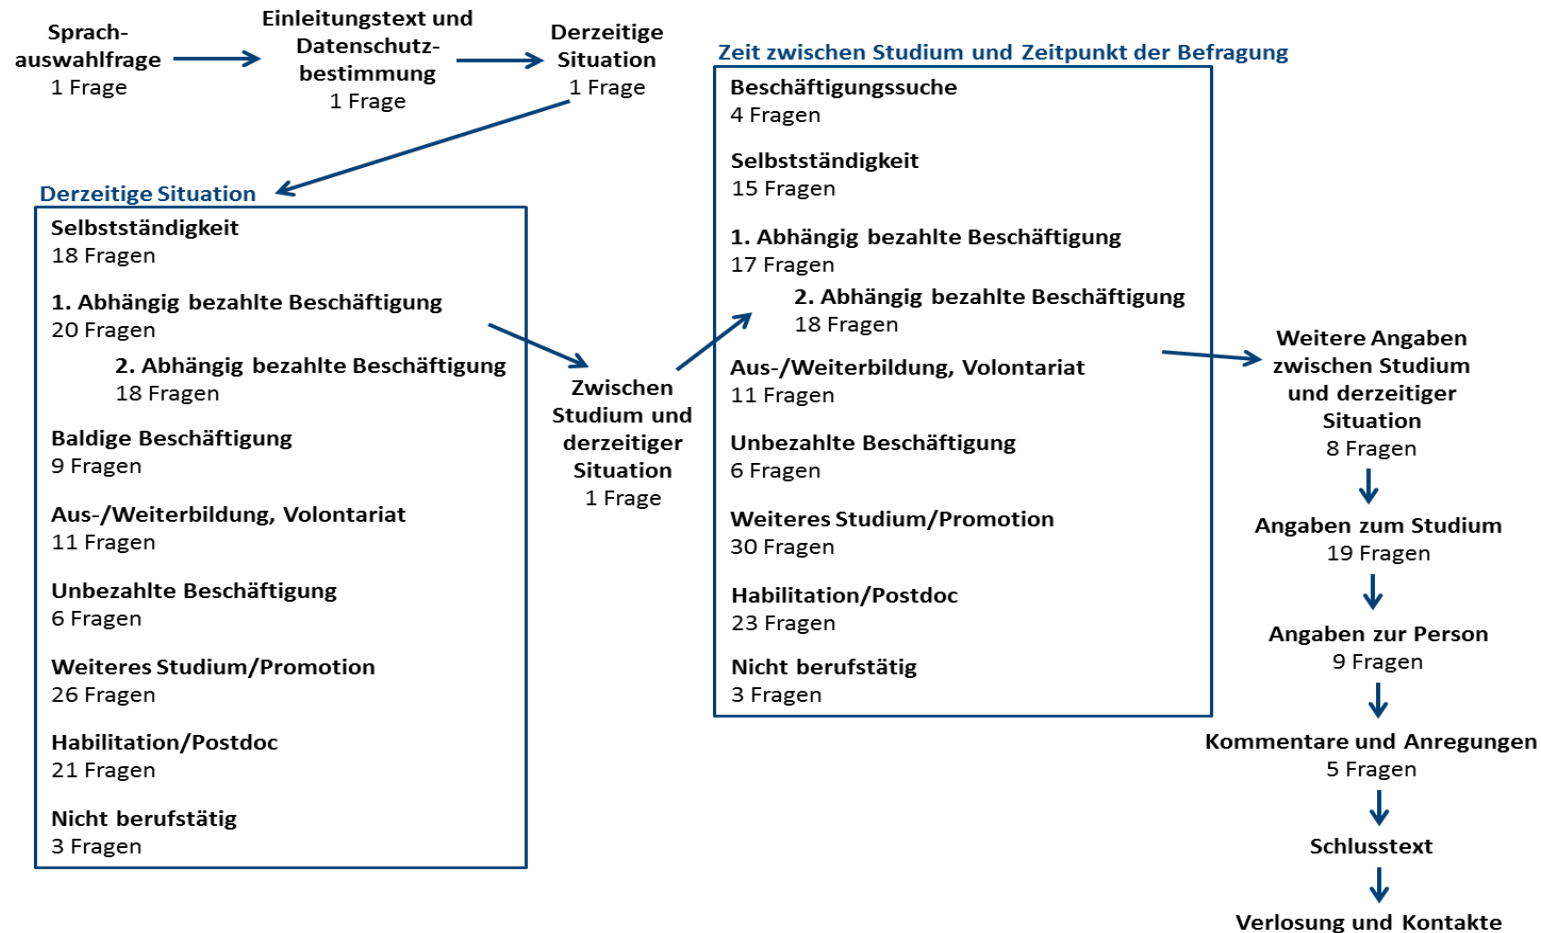 Sprach-
auswahlfrage
1 Frage
Einleitungstext und
Datenschutz-
bestimmung
1 Frage
Derzeitige
Situation
1 Frage
Derzeitige Situation
Selbstständigkeit
18 Fragen
1. Abhängig bezahlte Beschäftigung
20 Fragen
2. Abhängig bezahlte Beschäftigung
18 Fragen
Baldige Beschäftigung
9 Fragen
Aus-/Weiterbildung, Volontariat
11 Fragen
Unbezahlte Beschäftigung
6 Fragen
Weiteres Studium/Promotion
26 Fragen
Habilitation/Postdoc
21 Fragen
Nicht berufstätig
3 Fragen
Zwischen
Studium und
derzeitiger
Situation
1 Frage
Zeit zwischen Studium und Zeitpunkt der Befragung
Beschäftigungssuche
4 Fragen
Selbstständigkeit
15 Fragen
1. Abhängig bezahlte Beschäftigung
17 Fragen
2. Abhängig bezahlte Beschäftigung
18 Fragen
Aus-/Weiterbildung, Volontariat
11 Fragen
Unbezahlte Beschäftigung
6 Fragen
Weiteres Studium/Promotion
30 Fragen
Habilitation/Postdoc
23 Fragen
Nicht berufstätig
3 Fragen
Weitere Angaben
zwischen Studium
und derzeitiger
Situation
8 Fragen
Angaben zum Studium
19 Fragen
Angaben zur Person
9 Fragen
Kommentare und Anregungen
5 Fragen
Schlusstext
Verlosung und Kontakte